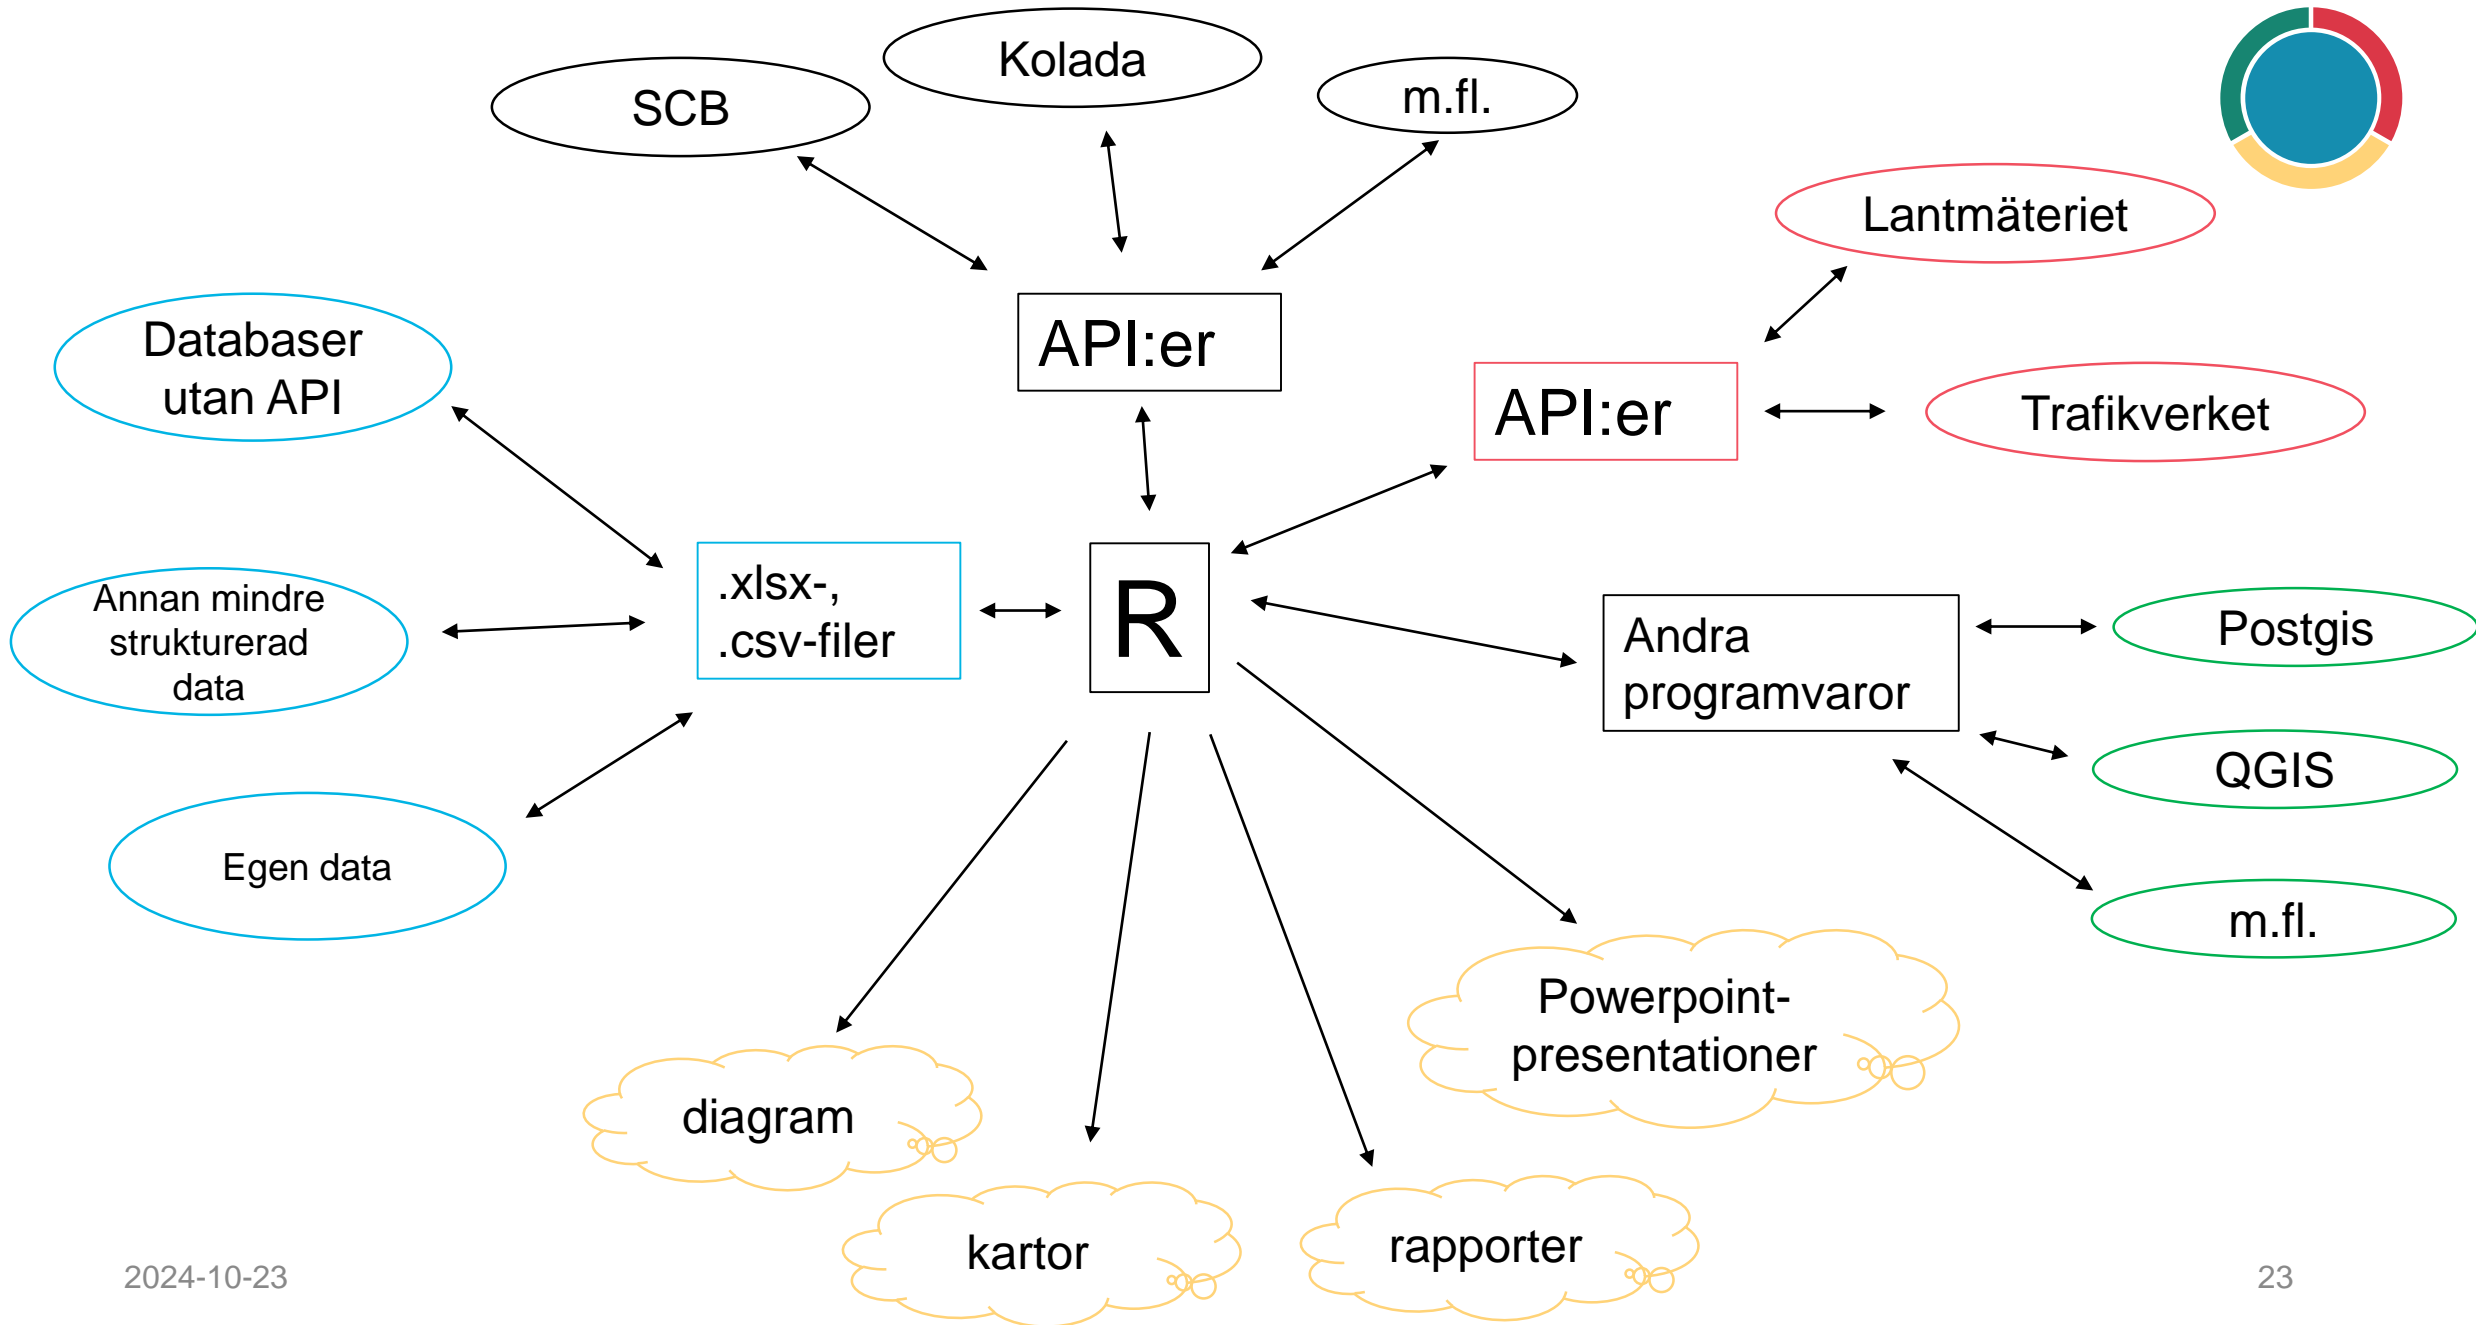 Kolada
SCB
m.fl.
Lantmäteriet
Databaser
utan API
API:er
API:er
Trafikverket
.xlsx-,
.csv-filer
R
Annan mindre
strukturerad
data
Andra
programvaror
Postgis
QGIS
Egen data
m.fl.
Powerpoint-
presentationer
diagram
kartor
rapporter
2024-10-23
23